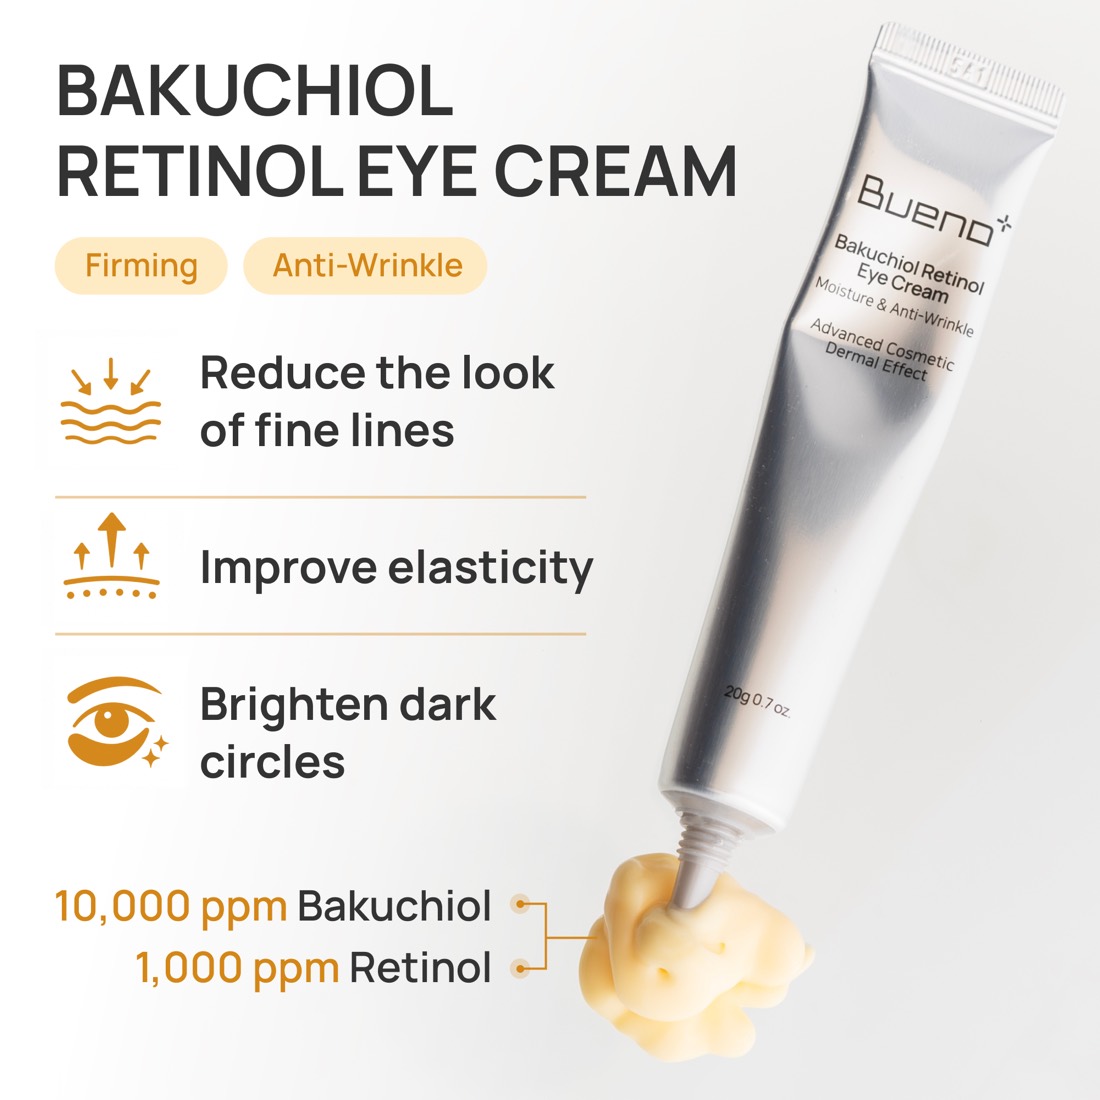 BAKUCHIOL
RETINOL EYE CREAM
Firming
Anti-Wrinkle
Reduce the look
of fine lines
Improve elasticity
Brighten dark
circles
10,000 ppm Bakuchiol
1,000 ppm Retinol
Bueno
Bakuchiol Retinol
Eye Cream
Moisture & Anti-Wrinkle
Advanced Cosmetic
Dermal Effect
20g 0.7 oz.